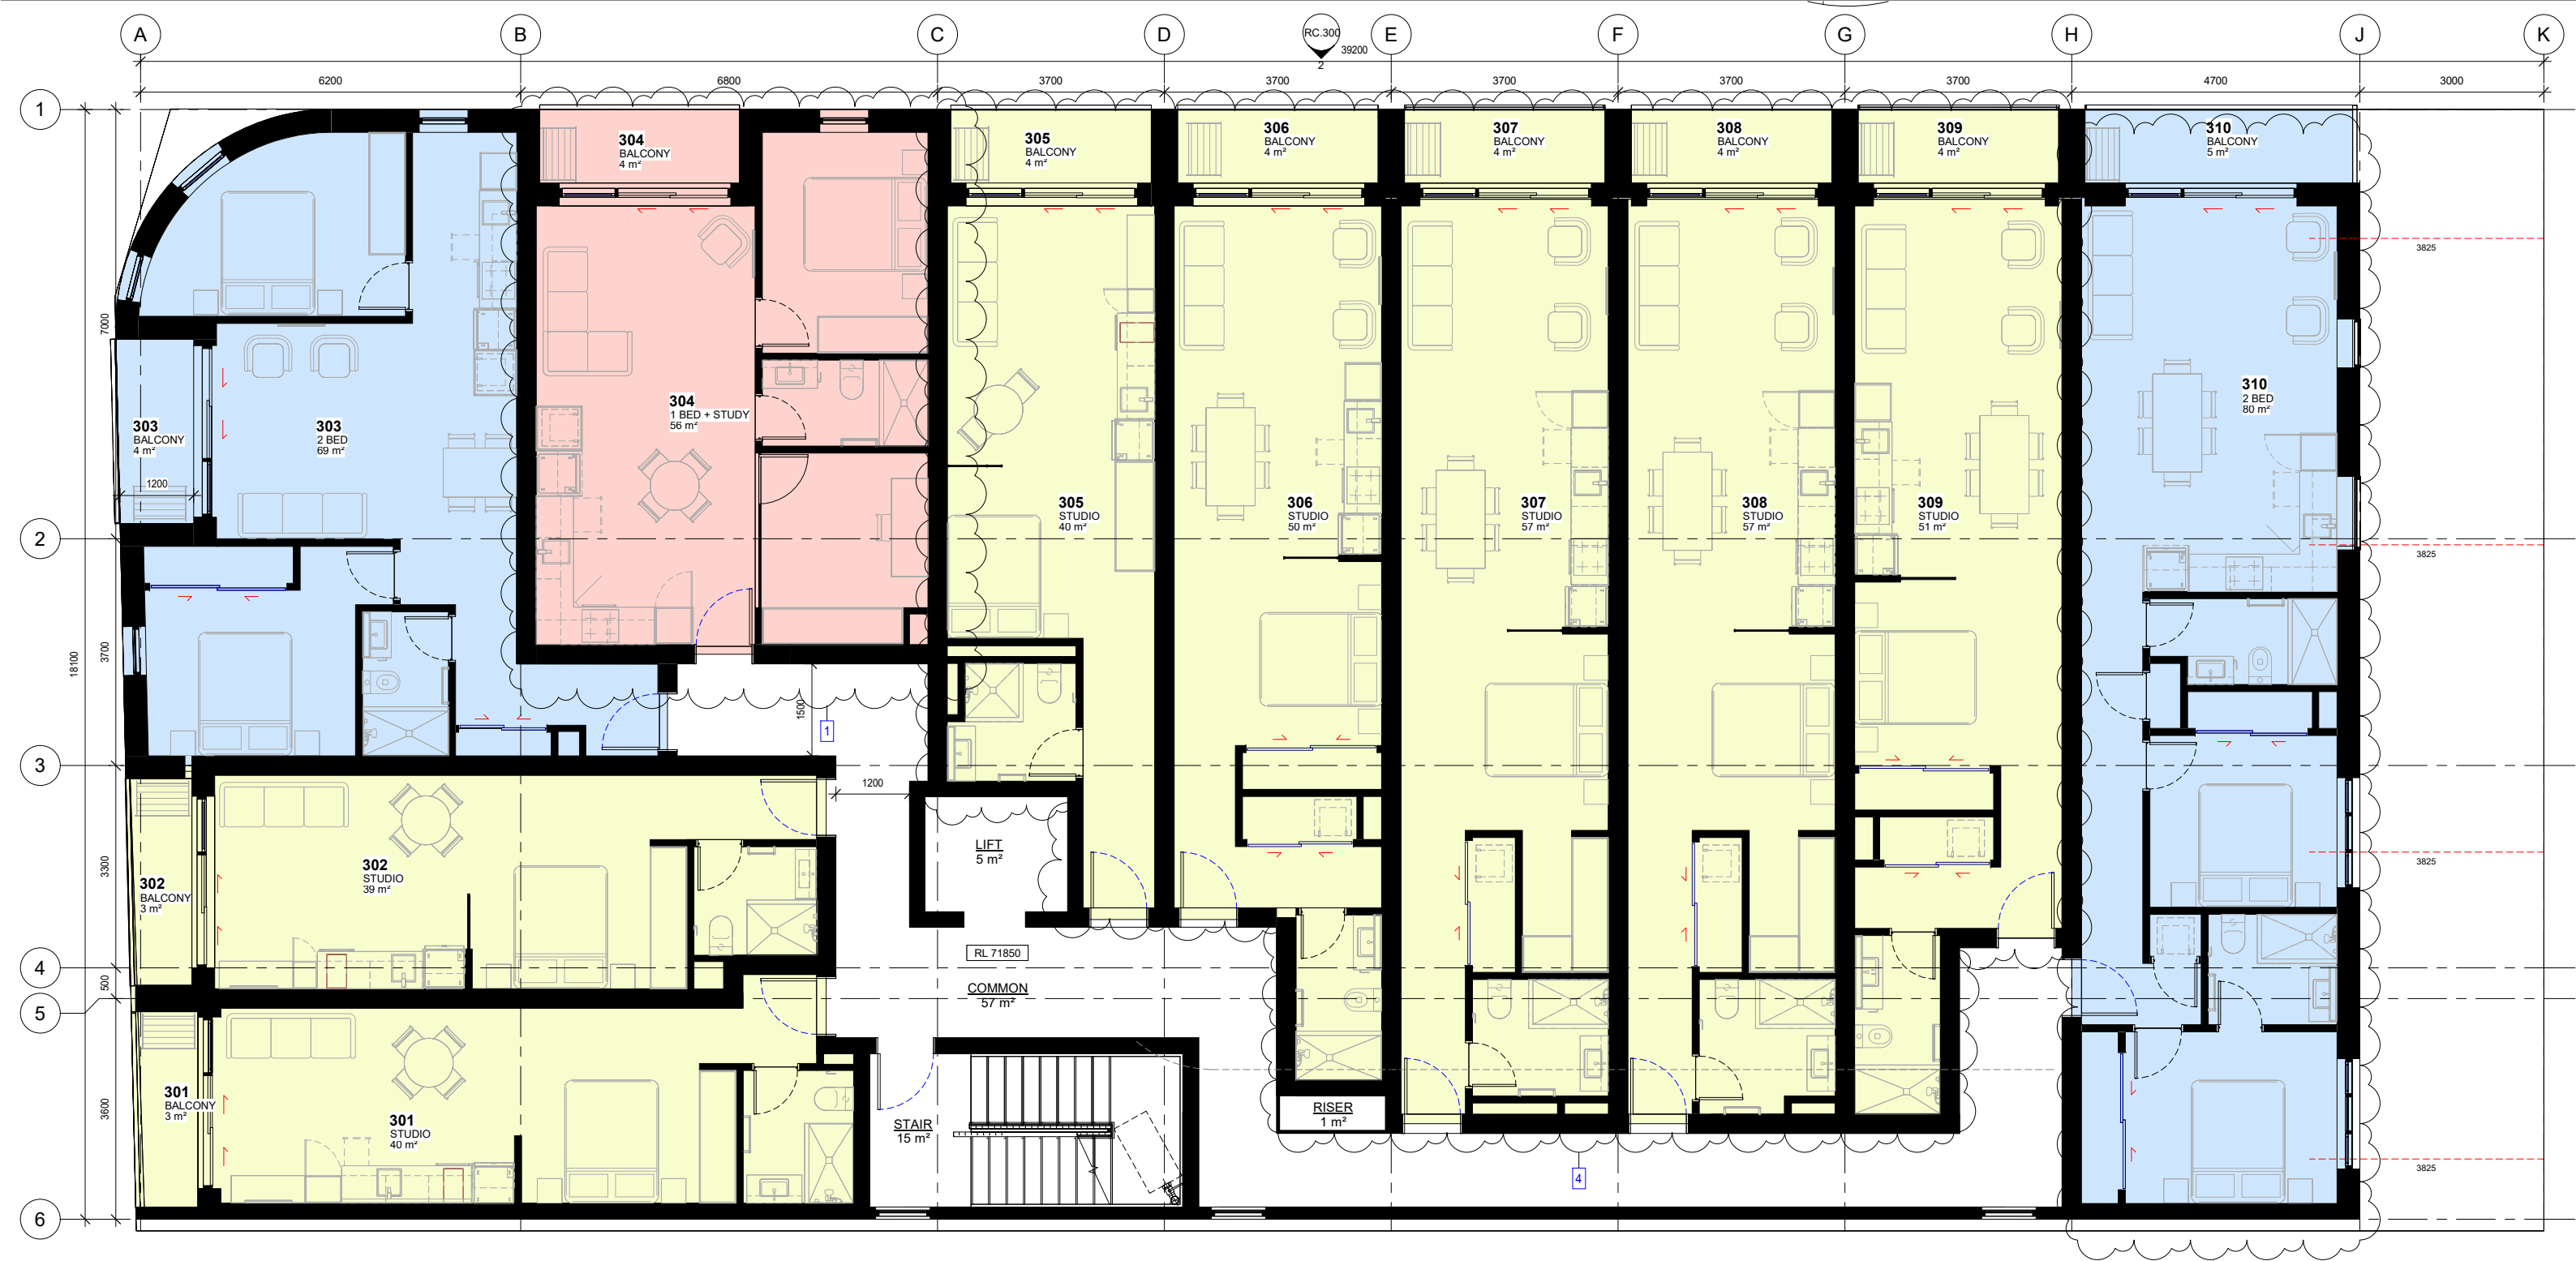 A
B
C
D
RC.300
2
E
F
G
H
J
K
39200
6200
6800
3700
3700
3700
3700
3700
4700
3000
1
304
BALCONY
4 m²
305
BALCONY
4 m²
306
BALCONY
4 m²
307
BALCONY
4 m²
308
BALCONY
4 m²
309
BALCONY
4 m²
310
BALCONY
5 m²
3825
7000
303
BALCONY
4 m²
303
2 BED
69 m²
304
1 BED + STUDY
56 m²
310
2 BED
80 m²
1200
305
STUDIO
40 m²
306
STUDIO
50 m²
307
STUDIO
57 m²
308
STUDIO
57 m²
309
STUDIO
51 m²
2
3825
3700
18100
1500
1
3
1200
LIFT
5 m²
3825
3300
302
STUDIO
39 m²
302
BALCONY
3 m²
RL 71850
4
500
COMMON
57 m²
5
301
BALCONY
3 m²
301
STUDIO
40 m²
3600
STAIR
15 m²
RISER
1 m²
4
3825
6